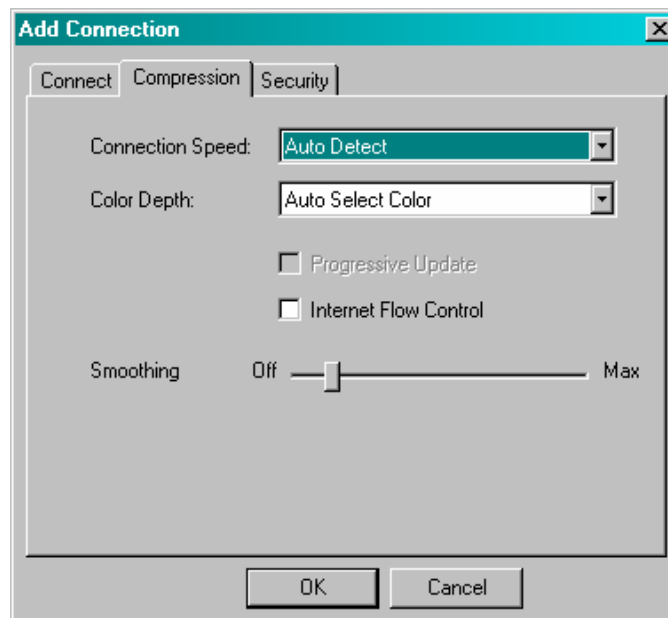 Add Connection
Connect Compression Security
Connection Speed: Auto Detect
Color Depth: Auto Select Color
Progressive Update
Internet Flow Control
Smoothing Off Max
OK Cancel